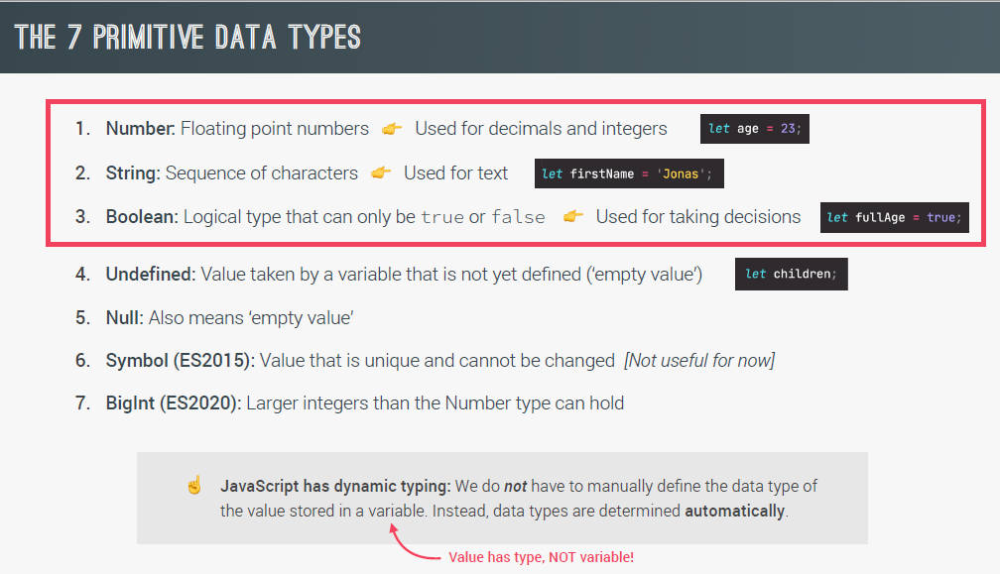 THE 7 PRIMITIVE DATA TYPES
1. Number: Floating point numbers 👉 Used for decimals and integers let age = 23;
2. String: Sequence of characters 👉 Used for text let firstName = 'Jonas';
3. Boolean: Logical type that can only be true or false 👉 Used for taking decisions let fullAge = true;
4. Undefined: Value taken by a variable that is not yet defined (‘empty value’) let children;
5. Null: Also means ‘empty value’
6. Symbol (ES2015): Value that is unique and cannot be changed [Not useful for now]
7. BigInt (ES2020): Larger integers than the Number type can hold
☝️ JavaScript has dynamic typing: We do not have to manually define the data type of
the value stored in a variable. Instead, data types are determined automatically.
Value has type, NOT variable!